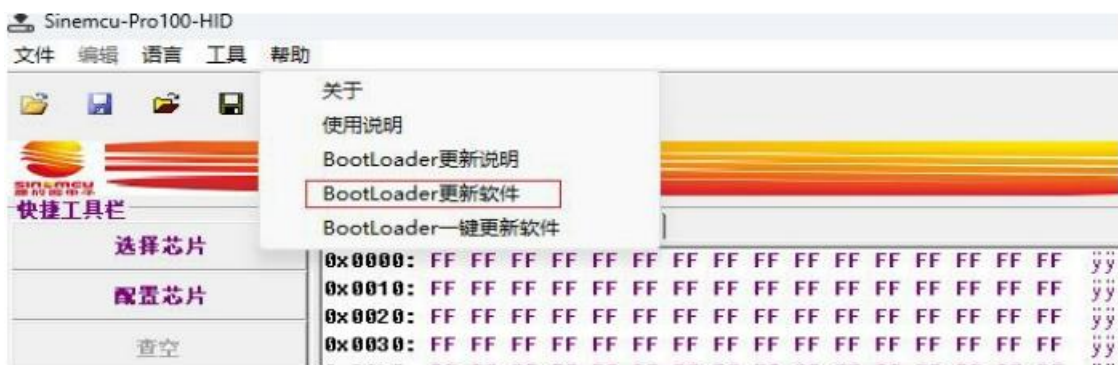 Sinemcu-Pro100-HID
文件 编辑 语言 工具 帮助
关于
使用说明
BootLoader更新说明
BootLoader更新软件
BootLoader一键更新软件
SINEMCU
快捷工具栏
选择芯片
配置芯片
查空
0x0000: FF FF FF FF FF FF FF FF FF FF FF FF FF FF FF FF ÿÿ
0x0010: FF FF FF FF FF FF FF FF FF FF FF FF FF FF FF FF ÿÿ
0x0020: FF FF FF FF FF FF FF FF FF FF FF FF FF FF FF FF ÿÿ
0x0030: FF FF FF FF FF FF FF FF FF FF FF FF FF FF FF FF ÿÿ